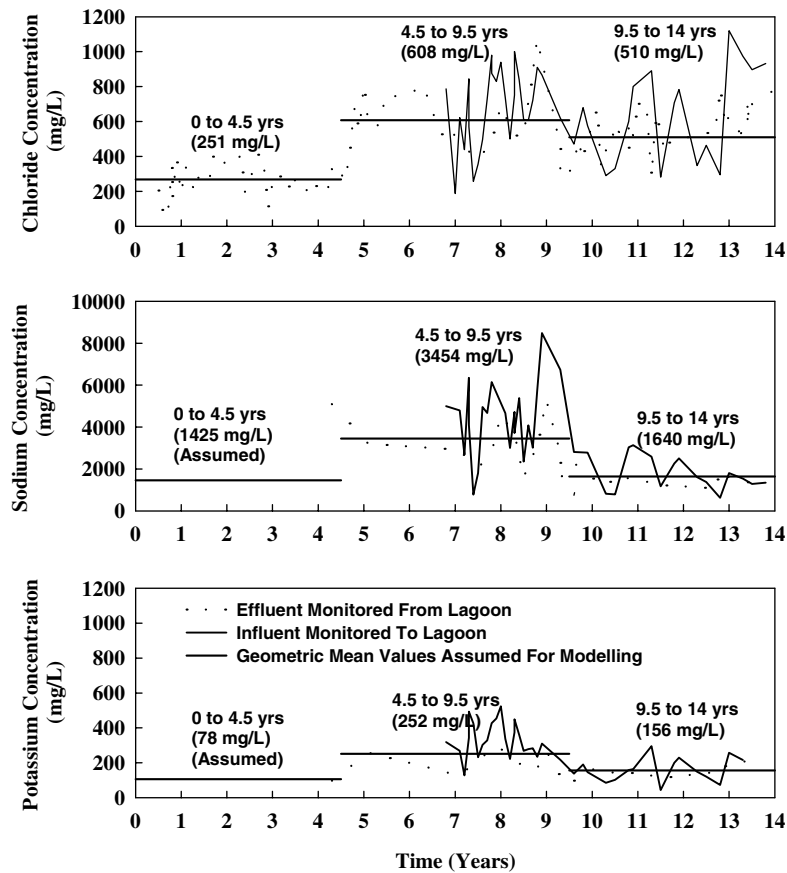 Chloride Concentration
(mg/L)
1200
1000
800
600
400
200
0
0 to 4.5 yrs
(251 mg/L)
4.5 to 9.5 yrs
(608 mg/L)
9.5 to 14 yrs
(510 mg/L)
0 1 2 3 4 5 6 7 8 9 10 11 12 13 14
Sodium Concentration
(mg/L)
10000
8000
6000
4000
2000
0
0 to 4.5 yrs
(1425 mg/L)
(Assumed)
4.5 to 9.5 yrs
(3454 mg/L)
9.5 to 14 yrs
(1640 mg/L)
0 1 2 3 4 5 6 7 8 9 10 11 12 13 14
Potassium Concentration
(mg/L)
1200
1000
800
600
400
200
0
Effluent Monitored From Lagoon
Influent Monitored To Lagoon
Geometric Mean Values Assumed For Modelling
0 to 4.5 yrs
(78 mg/L)
(Assumed)
4.5 to 9.5 yrs
(252 mg/L)
9.5 to 14 yrs
(156 mg/L)
0 1 2 3 4 5 6 7 8 9 10 11 12 13 14
Time (Years)